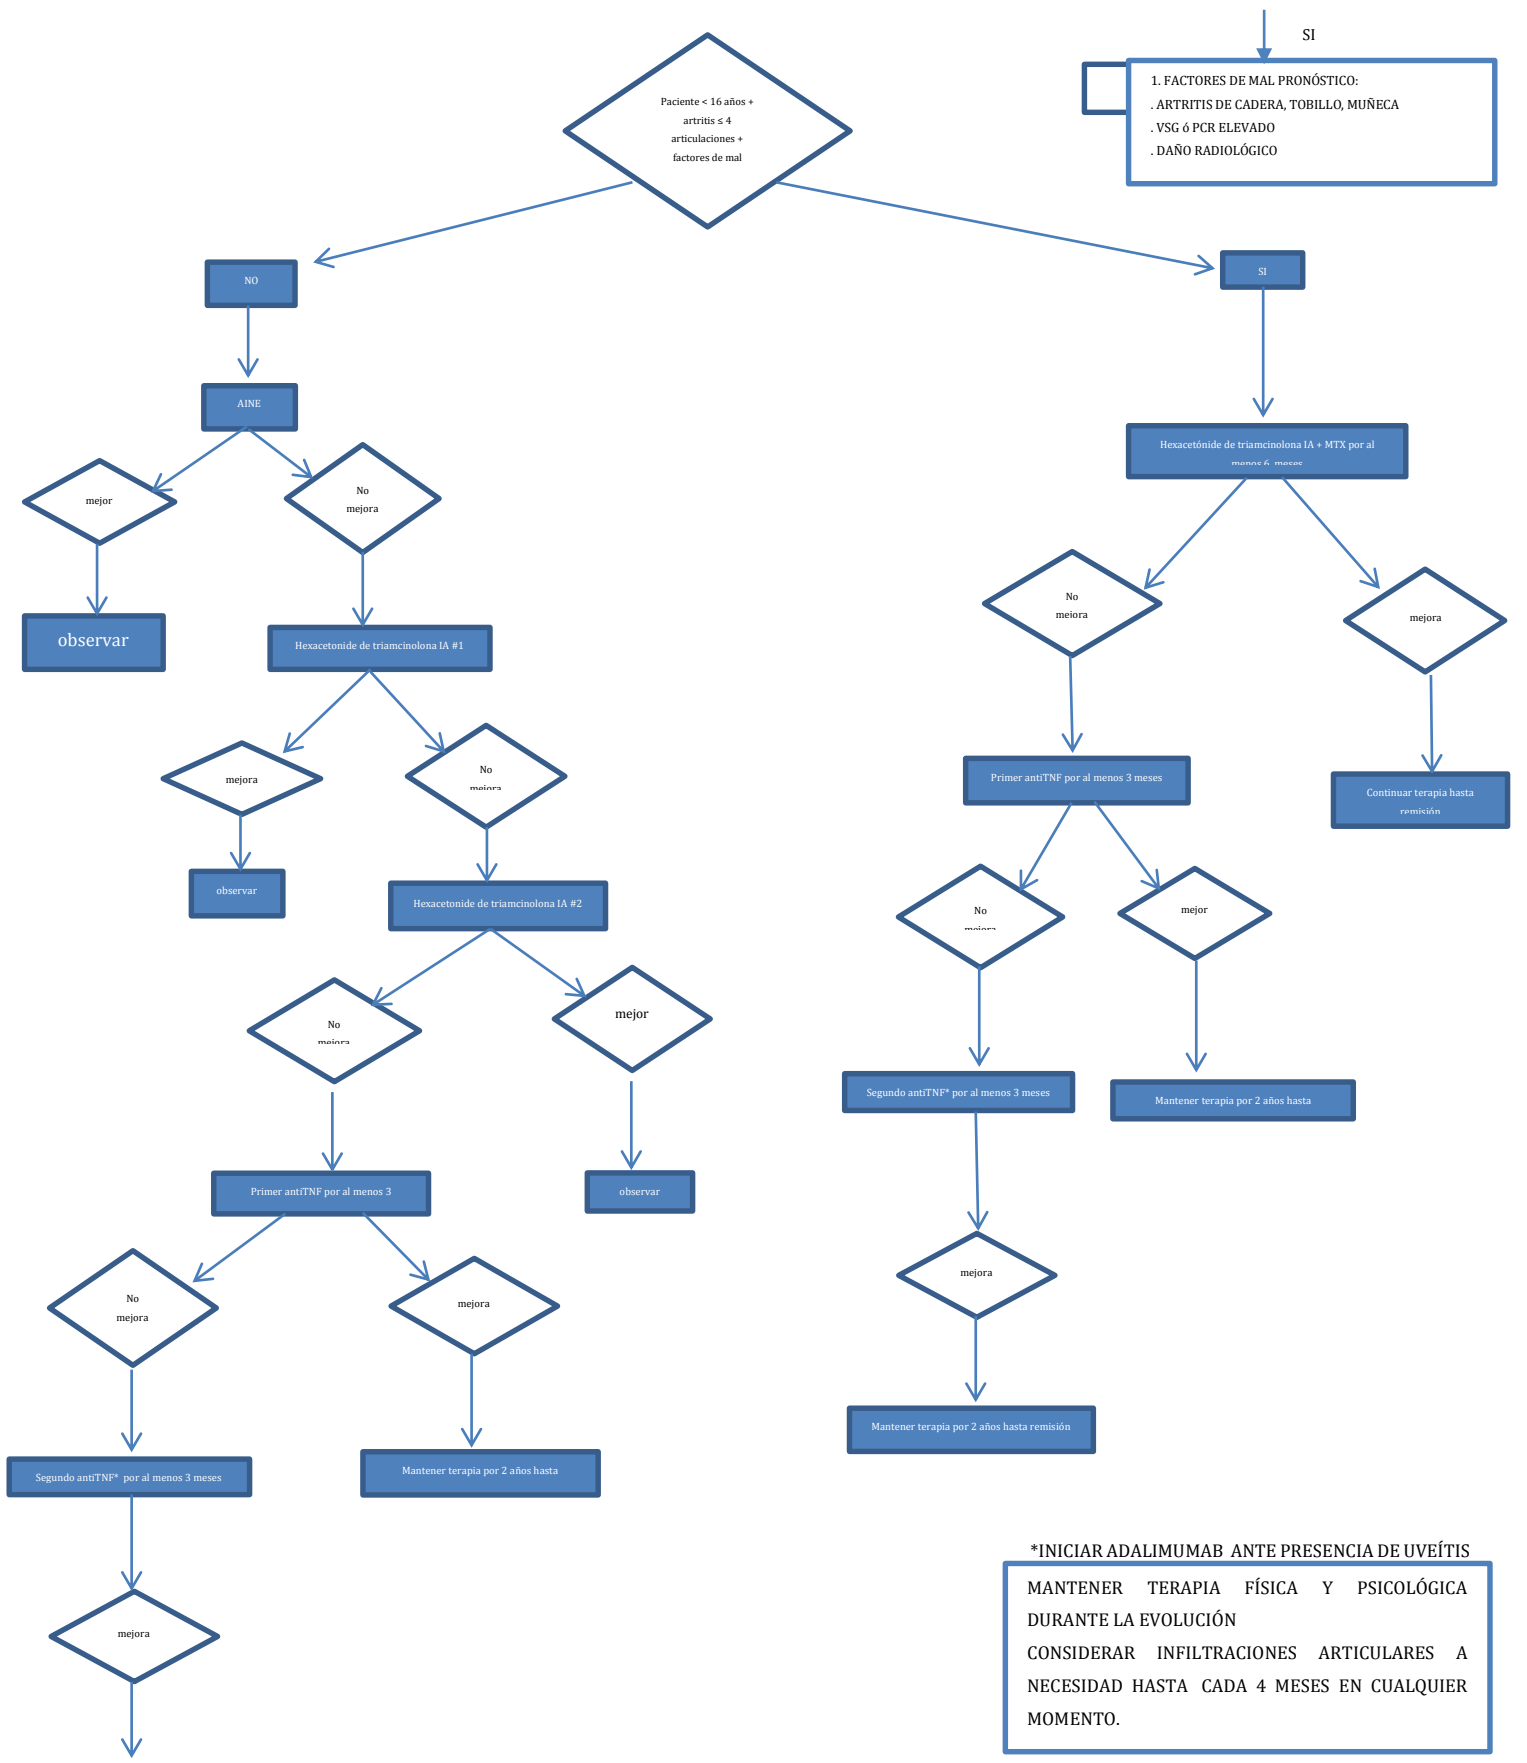 SI
1. FACTORES DE MAL PRONÓSTICO:
. ARTRITIS DE CADERA, TOBILLO, MUÑECA
. VSG ó PCR ELEVADO
. DAÑO RADIOLÓGICO
Paciente < 16 años +
artritis ≤ 4
articulaciones +
factores de mal
NO
SI
AINE
Hexacetónide de triamcinolona IA + MTX por al
menos 6 meses
mejor
No
mejora
No
mejora
mejora
observar
Hexacetonide de triamcinolona IA #1
mejora
No
mejora
Primer antiTNF por al menos 3 meses
Continuar terapia hasta
remisión
observar
Hexacetonide de triamcinolona IA #2
No
mejora
mejor
No
mejora
mejor
Segundo antiTNF* por al menos 3 meses
Mantener terapia por 2 años hasta
Primer antiTNF por al menos 3
observar
No
mejora
mejora
mejora
Mantener terapia por 2 años hasta remisión
Segundo antiTNF* por al menos 3 meses
Mantener terapia por 2 años hasta
mejora
*INICIAR ADALIMUMAB ANTE PRESENCIA DE UVEÍTIS
MANTENER TERAPIA FÍSICA Y PSICOLÓGICA
DURANTE LA EVOLUCIÓN
CONSIDERAR INFILTRACIONES ARTICULARES A
NECESIDAD HASTA CADA 4 MESES EN CUALQUIER
MOMENTO.